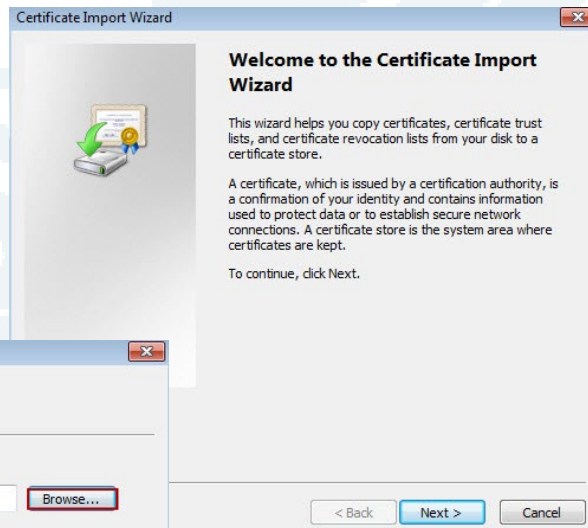 Certificate Import Wizard
Welcome to the Certificate Import
Wizard
This wizard helps you copy certificates, certificate trust
lists, and certificate revocation lists from your disk to a
certificate store.
A certificate, which is issued by a certification authority, is
a confirmation of your identity and contains information
used to protect data or to establish secure network
connections. A certificate store is the system area where
certificates are kept.
To continue, click Next.
Browse...
< Back Next > Cancel